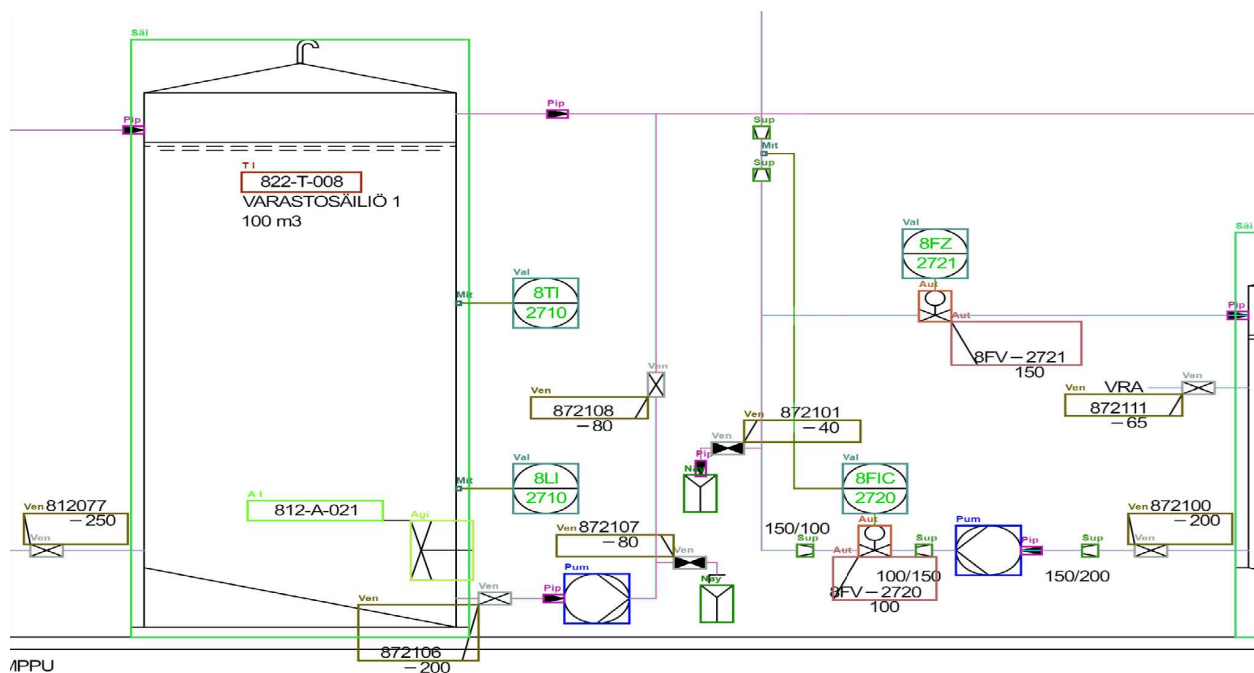 Säi
Pip
Pip
Sup
Mit
Sup
T I
822-T-008
VARASTOSÄILIÖ 1
100 m3
Säi
Val
8FZ
2721
Val
8TI
2710
Mit
Aut
Aut
8FV-2721
150
Pip
Ven
Ven
872108
-80
Ven
872101
-40
Ven
Ven
VRA
Ven
872111
-65
Pip
Nay
Val
8LI
2710
Mit
Val
8FIC
2720
A I
812-A-021
Agi
Ven
812077
-250
Ven
Ven
872107
-80
Ven
150/100
Sup
Aut
Aut
8FV-2720
100
100/150
Sup
Pum
Pip
150/200
Sup
Ven
872100
-200
Ven
Ven
Ven
Pip
Pum
Nay
872106
-200
MPPU